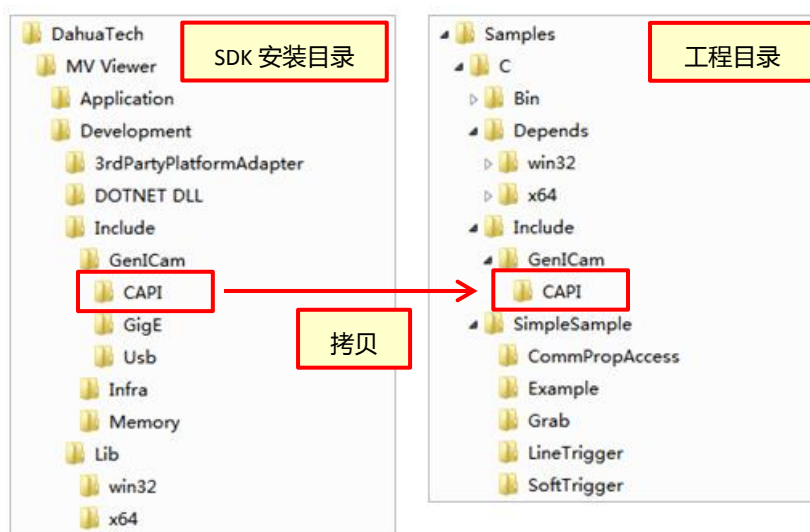 DahuaTech
SDK 安装目录
MV Viewer
Application
Development
3rdPartyPlatformAdapter
DOTNET DLL
Include
GenICam
CAPI
GigE
Usb
Infra
Memory
Lib
win32
x64
拷贝
Samples
工程目录
C
Bin
Depends
win32
x64
Include
GenICam
CAPI
SimpleSample
CommPropAccess
Example
Grab
LineTrigger
SoftTrigger